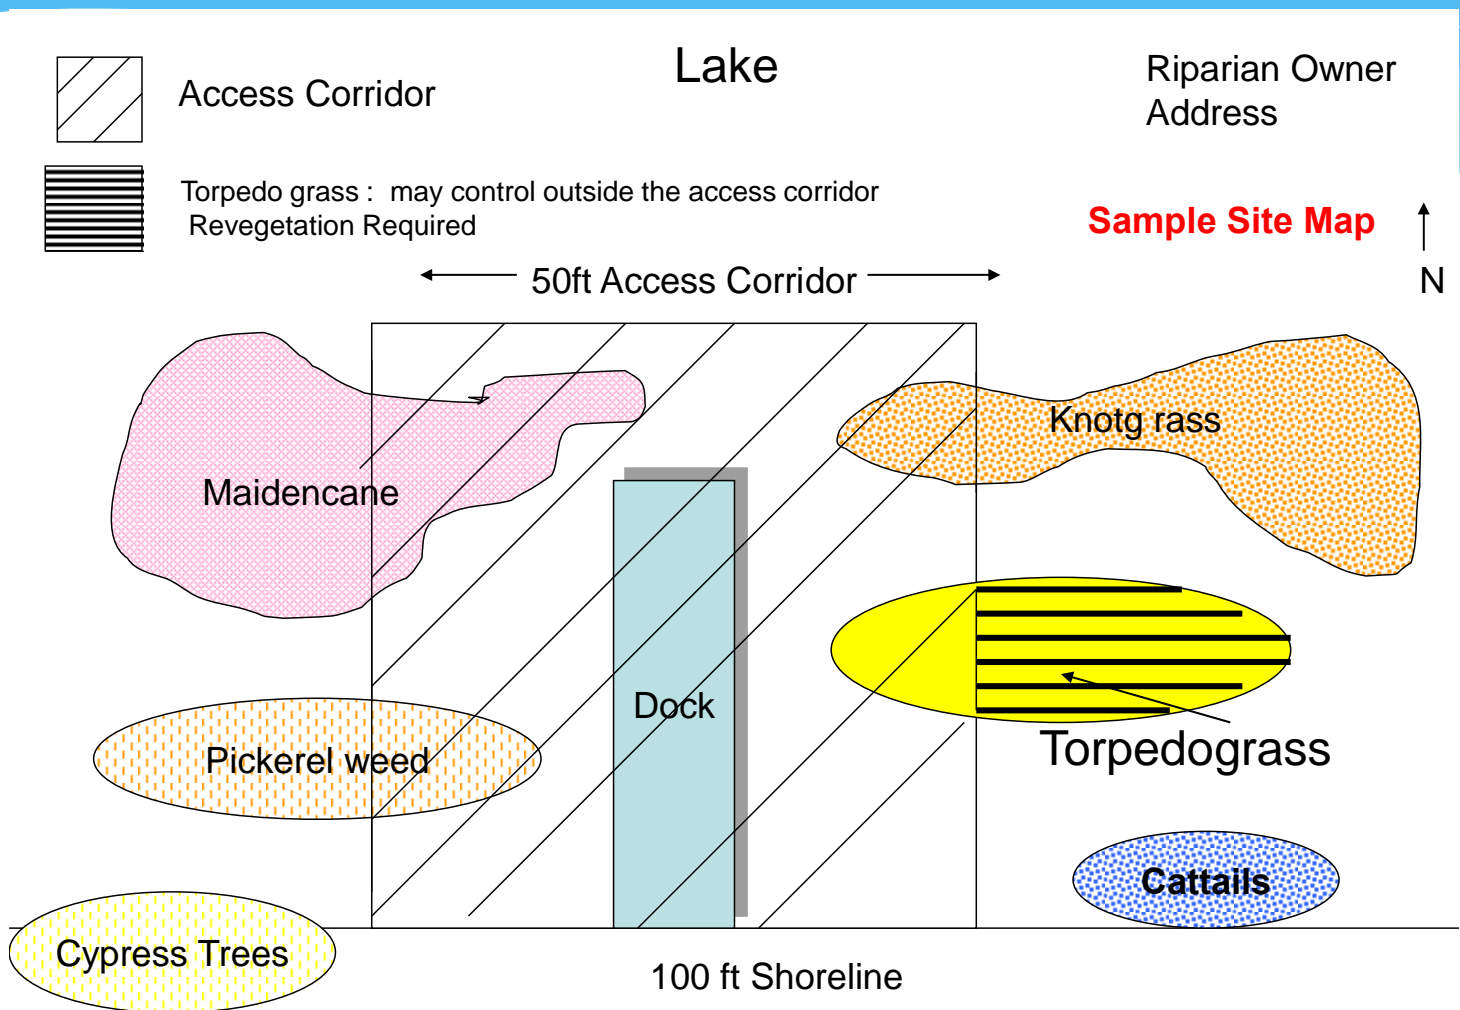 Lake
Riparian Owner
Address
Access Corridor
Torpedo grass : may control outside the access corridor
Revegetation Required
Sample Site Map
N
50ft Access Corridor
Knotg rass
Maidencane
Dock
Torpedograss
Pickerel weed
Cattails
Cypress Trees
100 ft Shoreline